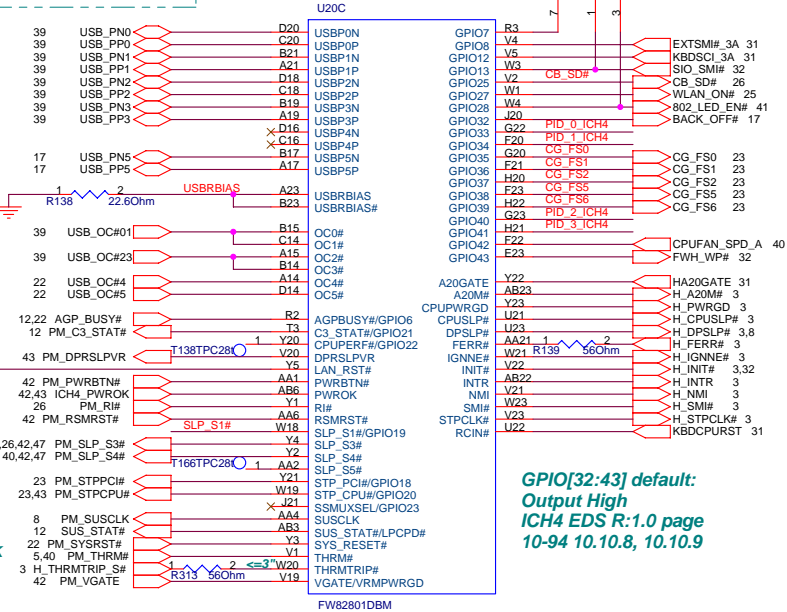 U20C
39 USB_PN0 D20 USBP0N
39 USB_PP0 C20 USBP0P
39 USB_PN1 B21 USBP1N
39 USB_PP1 A21 USBP1P
39 USB_PN2 D18 USBP2N
39 USB_PP2 C18 USBP2P
39 USB_PN3 B19 USBP3N
39 USB_PP3 A19 USBP3P
D16 USBP4N
C16 USBP4P
17 USB_PN5 B17 USBP5N
17 USB_PP5 A17 USBP5P
1 2 USBRBIAS A23 USBRBIAS
R138 22.6Ohm B23 USBRBIAS#
39 USB_OC#01 B15 OC0#
C14 OC1#
39 USB_OC#23 A15 OC2#
B14 OC3#
22 USB_OC#4 A14 OC4#
22 USB_OC#5 D14 OC5#
12,22 AGP_BUSY# R2 AGPBUSY#/GPIO6
12 PM_C3_STAT# T3 C3_STAT#/GPIO21
T138TPC28t 1 Y20 CPUPERF#/GPIO22
43 PM_DPRSLPVR V20 DPRSLPVR
Y5 LAN_RST#
42 PM_PWRBTN# AA1 PWRBTN#
42,43 ICH4_PWROK AB6 PWROK
26 PM_RI# Y1 RI#
42 PM_RSMRST# AA6 RSMRST#
SLP_S1# W18 SLP_S1#/GPIO19
,26,42,47 PM_SLP_S3# Y4 SLP_S3#
40,42,47 PM_SLP_S4# Y2 SLP_S4#
T166TPC28t 1 AA2 SLP_S5#
23 PM_STPPCI# Y21 STP_PCI#/GPIO18
23,43 PM_STPCPU# W19 STP_CPU#/GPIO20
J21 SSMUXSEL/GPIO23
8 PM_SUSCLK AA4 SUSCLK
12 SUS_STAT# AB3 SUS_STAT#/LPCPD#
22 PM_SYSRST# Y3 SYS_RESET#
5,40 PM_THRM# V1 THRM#
3 H_THRMTRIP_S# 1 2 <=3" W20 THRMTRIP#
42 PM_VGATE R313 56Ohm V19 VGATE/VRMPWRGD
FW82801DBM
7 1 3
GPIO7 R3
GPIO8 V4 EXTSMI#_3A 31
GPIO12 V5 KBDSCI_3A 31
GPIO13 W3 SIO_SMI# 32
GPIO25 V2 CB_SD# CB_SD# 26
GPIO27 W1 WLAN_ON# 25
GPIO28 W4 802_LED_EN# 41
GPIO32 J20 BACK_OFF# 17
GPIO33 G22 PID_0_ICH4
GPIO34 F20 PID_1_ICH4
GPIO35 G20 CG_FS0 CG_FS0 23
GPIO36 F21 CG_FS1 CG_FS1 23
GPIO37 H20 CG_FS2 CG_FS2 23
GPIO38 F23 CG_FS5 CG_FS5 23
GPIO39 H22 CG_FS6 CG_FS6 23
GPIO40 G23 PID_2_ICH4
GPIO41 H21 PID_3_ICH4
GPIO42 F22 CPUFAN_SPD_A 40
GPIO43 E23 FWH_WP# 32
A20GATE Y22 HA20GATE 31
A20M# AB23 H_A20M# 3
CPUPWRGD Y23 H_PWRGD 3
CPUSLP# U21 H_CPUSLP# 3
DPSLP# U23 H_DPSLP# 3,8
FERR# AA21 1 2 H_FERR# 3
IGNNE# W21 R139 56Ohm H_IGNNE# 3
INIT# V22 H_INIT# 3,32
INTR AB22 H_INTR 3
NMI V21 H_NMI 3
SMI# W23 H_SMI# 3
STPCLK# V23 H_STPCLK# 3
RCIN# U22 KBDCPURST 31
GPIO[32:43] default:
Output High
ICH4 EDS R:1.0 page
10-94 10.10.8, 10.10.9